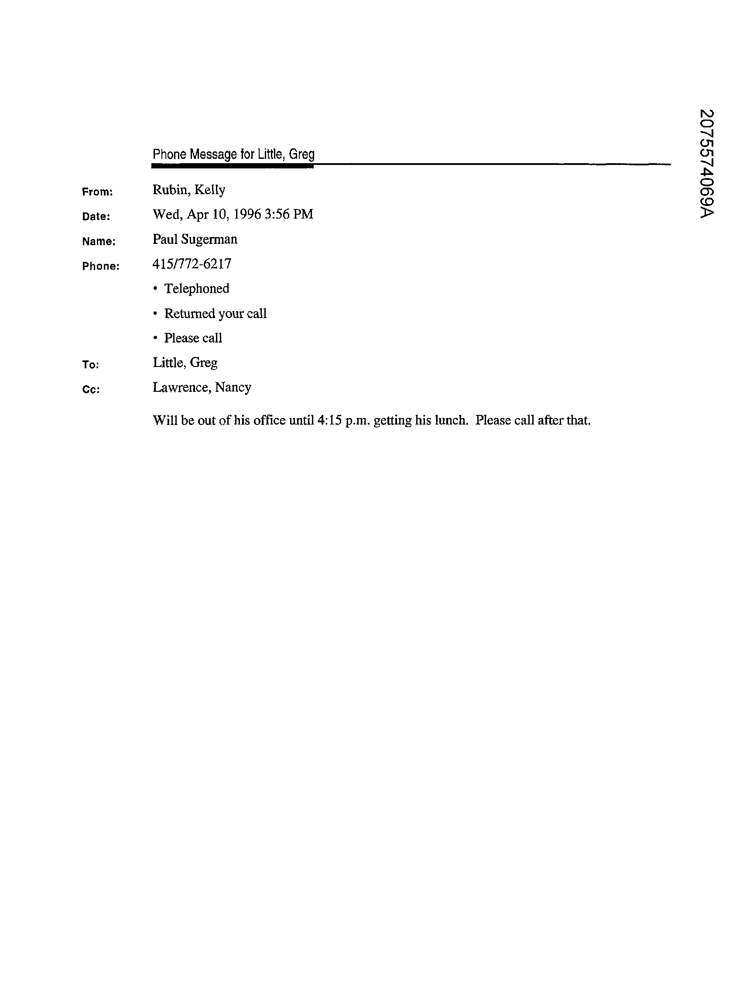 Phone Message for Little, Greg
From: Rubin, Kelly
Date: Wed, Apr 10, 1996 3:56 PM
Name: Paul Sugerman
Phone: 415/772-6217
• Telephoned
• Returned your call
• Please call
To: Little, Greg
Cc: Lawrence, Nancy
Will be out of his office until 4:15 p.m. getting his lunch. Please call after that.
2075574069A